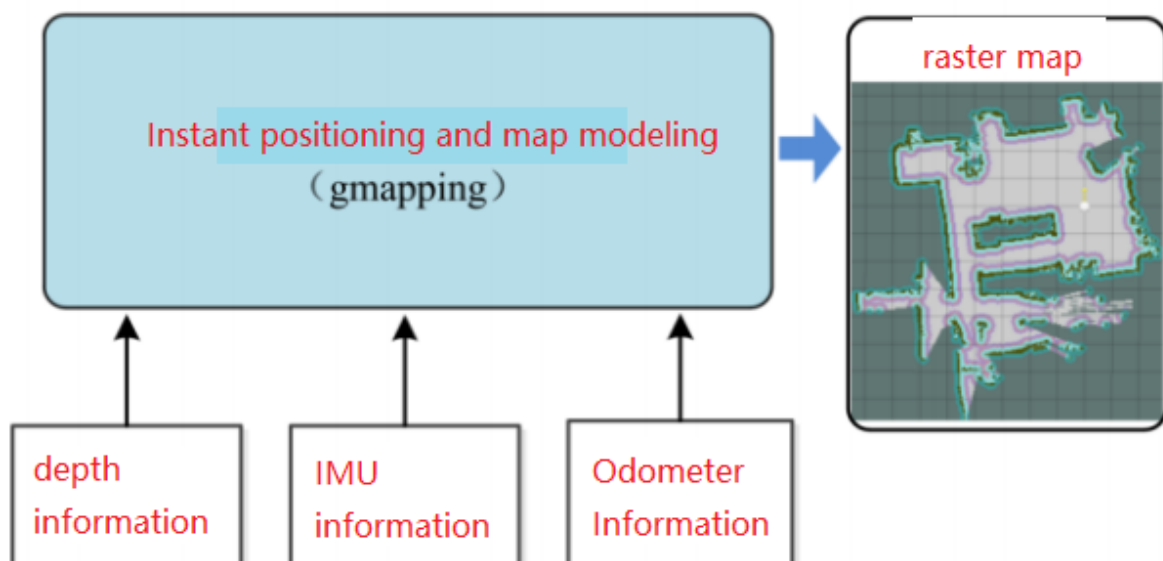 Instant positioning and map modeling
（gmapping）
raster map
depth
information
IMU
information
Odometer
Information